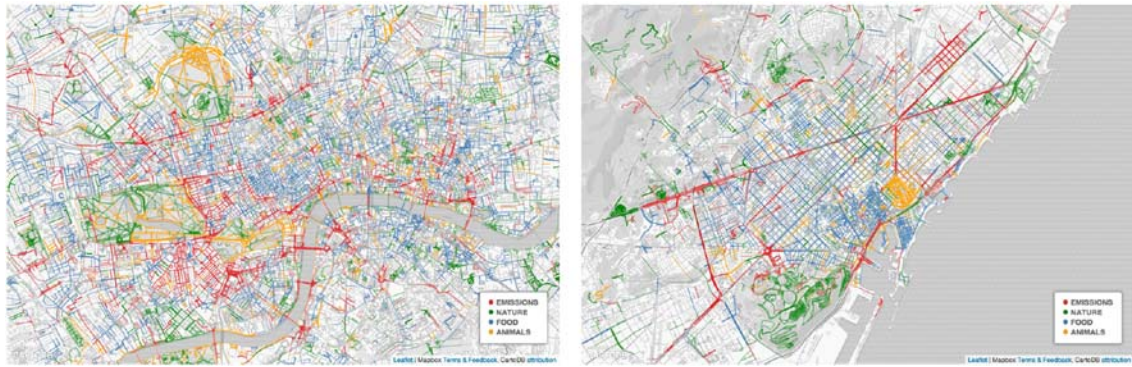 EMISSIONS
NATURE
FOOD
ANIMALS
Leaflet | Mapbox Terms & Feedback, CartoDB attribution
EMISSIONS
NATURE
FOOD
ANIMALS
Leaflet | Mapbox Terms & Feedback, CartoDB attribution